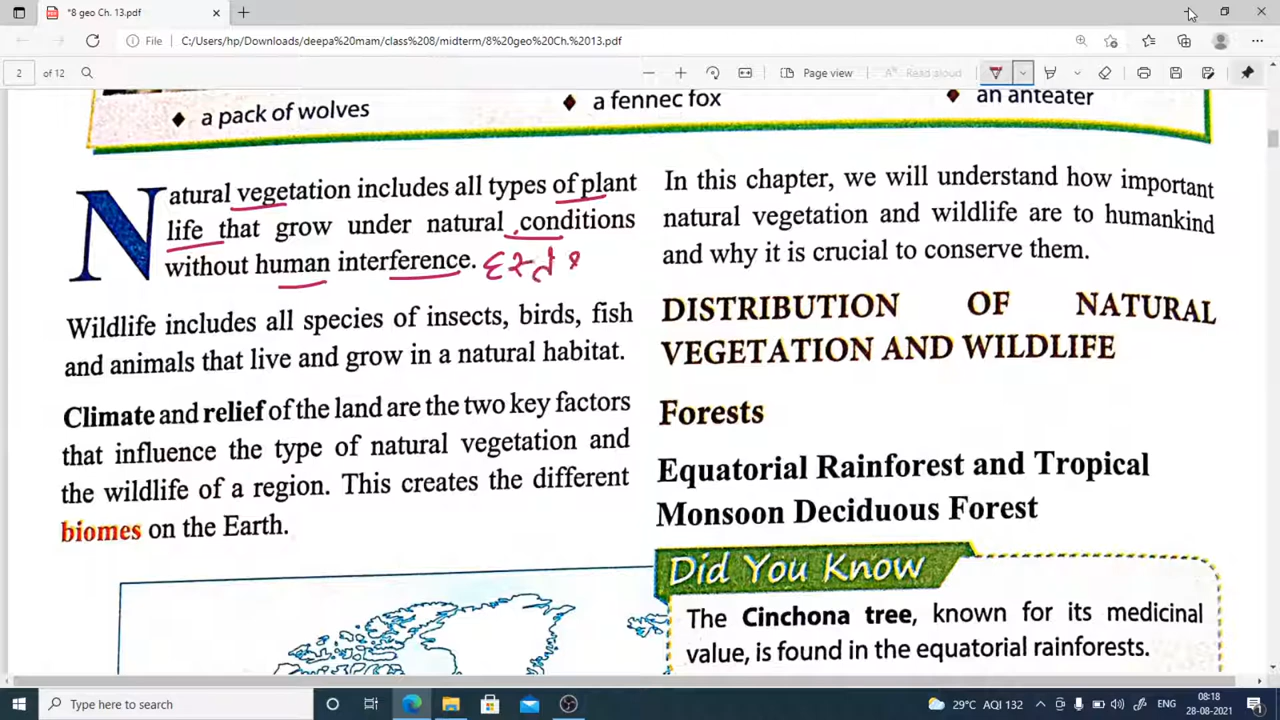 *8 geo Ch. 13.pdf
File C:/Users/hp/Downloads/deepa%20mam/class%208/midterm/8%20geo%20Ch.%2013.pdf
2 of 12 Page view Read aloud
a pack of wolves
a fennec fox
an anteater
Natural vegetation includes all types of plant
life that grow under natural conditions
without human interference.
Wildlife includes all species of insects, birds, fish
and animals that live and grow in a natural habitat.
Climate and relief of the land are the two key factors
that influence the type of natural vegetation and
the wildlife of a region. This creates the different
biomes on the Earth.
In this chapter, we will understand how important
natural vegetation and wildlife are to humankind
and why it is crucial to conserve them.
DISTRIBUTION OF NATURAL
VEGETATION AND WILDLIFE
Forests
Equatorial Rainforest and Tropical
Monsoon Deciduous Forest
Did You Know
The Cinchona tree, known for its medicinal
value, is found in the equatorial rainforests.
Type here to search
29°C AQI 132
ENG
08:18
28-08-2021